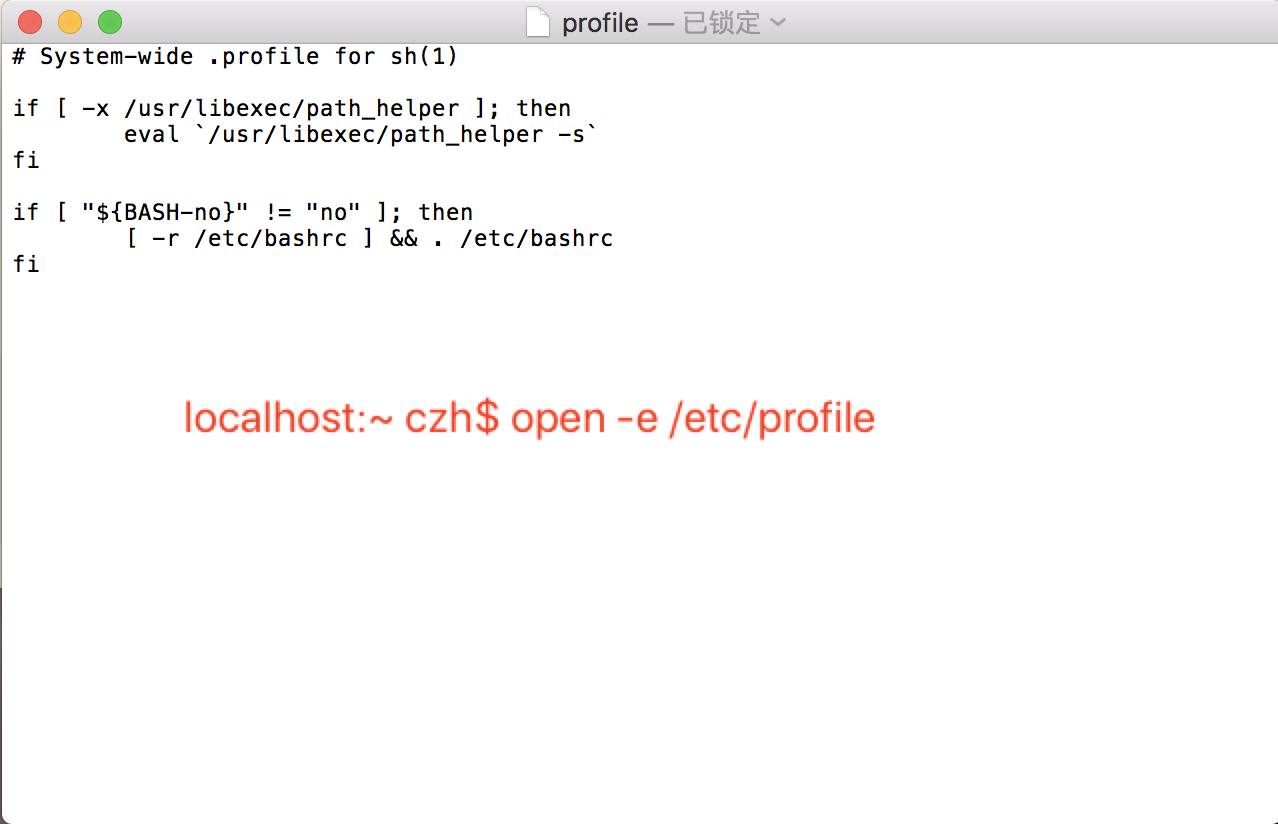 profile — 已锁定
# System-wide .profile for sh(1)
if [ -x /usr/libexec/path_helper ]; then
        eval `/usr/libexec/path_helper -s`
fi
if [ "${BASH-no}" != "no" ]; then
        [ -r /etc/bashrc ] && . /etc/bashrc
fi
localhost:~ czh$ open -e /etc/profile